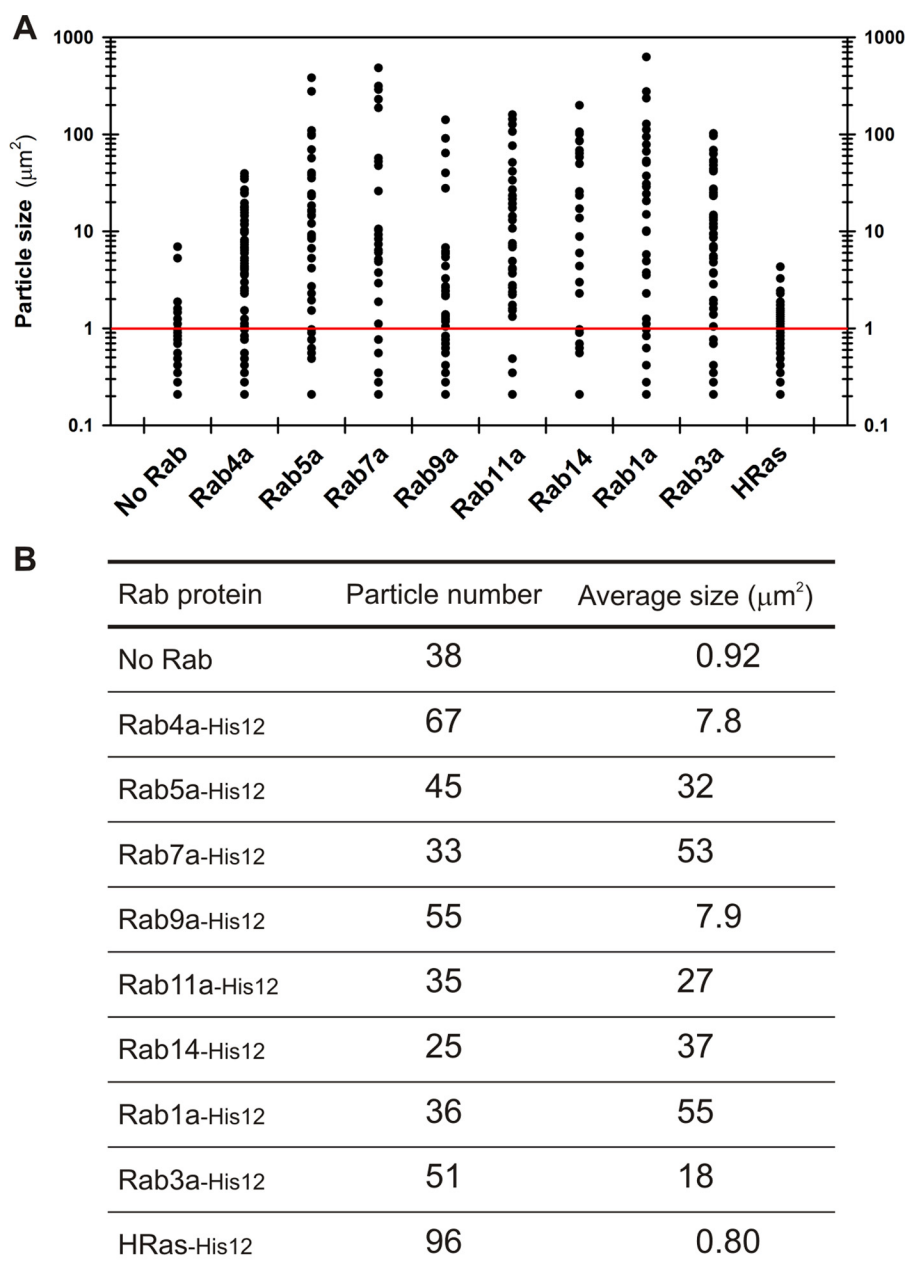 A
1000 1000
100 100
10 10
1 1
0.1 0.1
Particle size (μm²)
No Rab Rab4a Rab5a Rab7a Rab9a Rab11a Rab14 Rab1a Rab3a HRas
B
Rab protein Particle number Average size (μm²)
No Rab 38 0.92
Rab4a-His12 67 7.8
Rab5a-His12 45 32
Rab7a-His12 33 53
Rab9a-His12 55 7.9
Rab11a-His12 35 27
Rab14-His12 25 37
Rab1a-His12 36 55
Rab3a-His12 51 18
HRas-His12 96 0.80